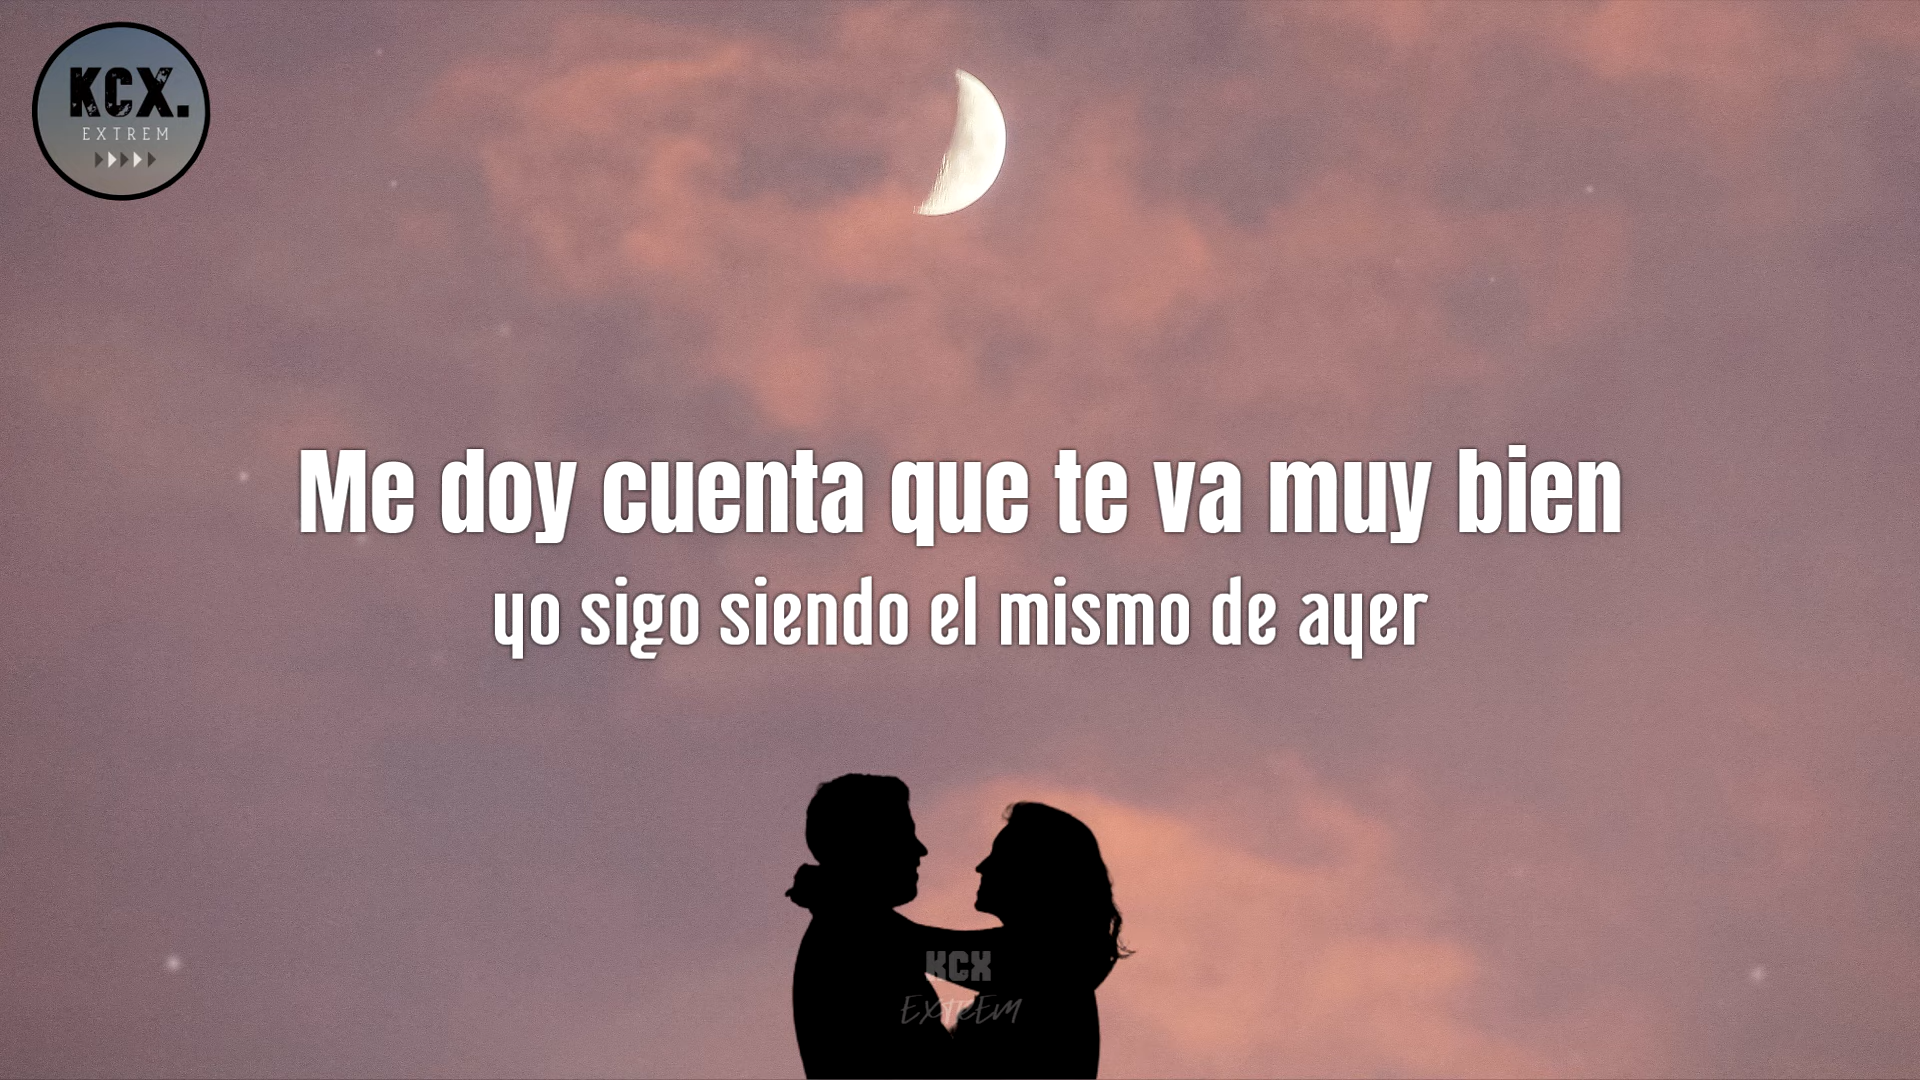 KCX.
EXTREM
Me doy cuenta que te va muy bien
yo sigo siendo el mismo de ayer
KCX
ExtrEm